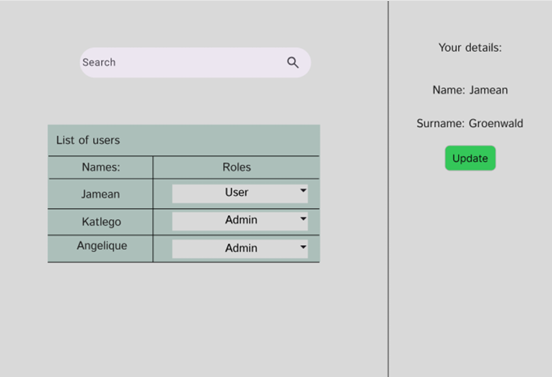 Search
List of users
Names: Roles
Jamean User
Katlego Admin
Angelique Admin
Your details:
Name: Jamean
Surname: Groenwald
Update